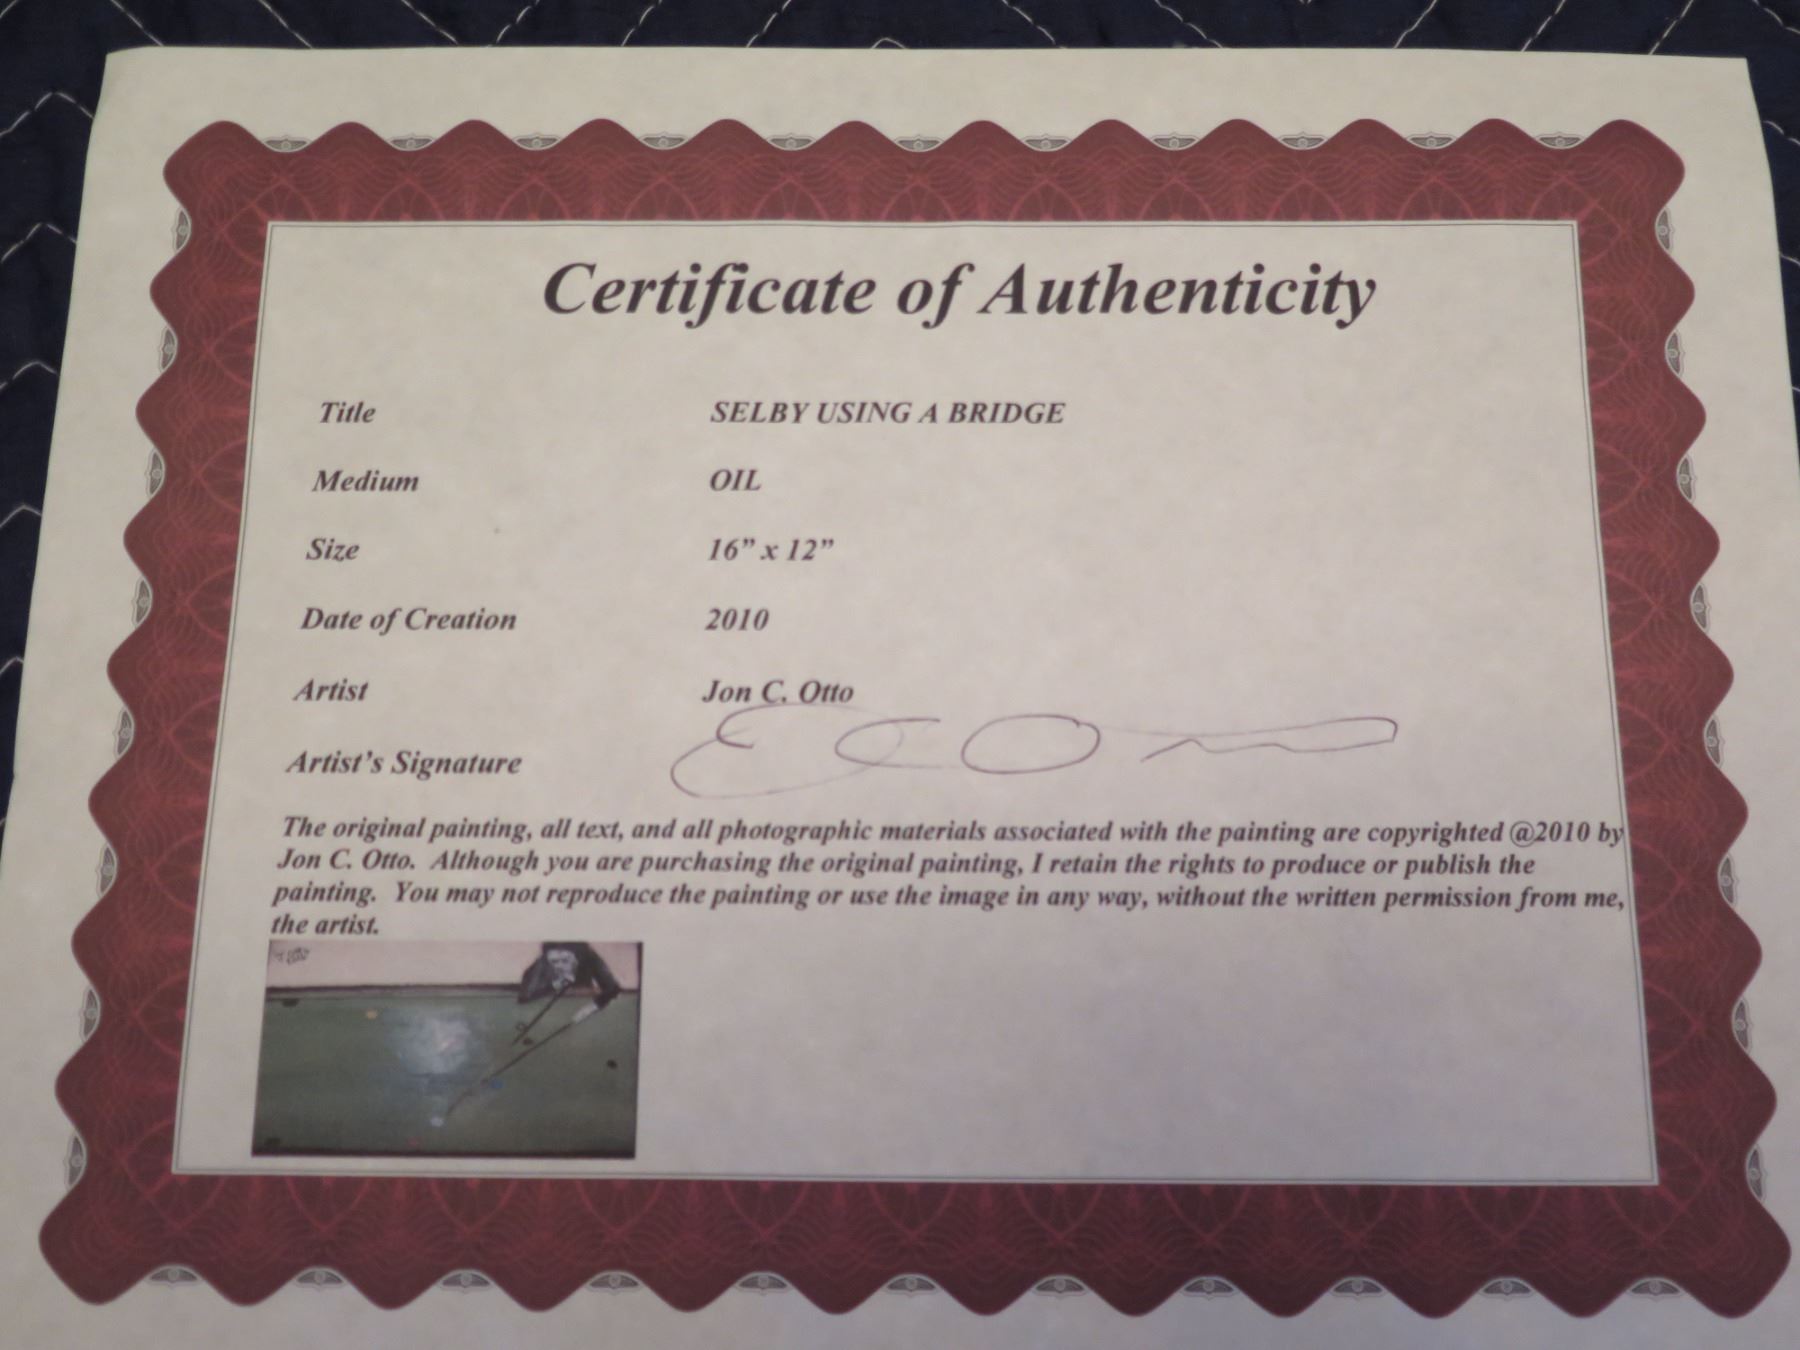 Certificate of Authenticity
Title SELBY USING A BRIDGE
Medium OIL
Size 16” x 12”
Date of Creation 2010
Artist Jon C. Otto
Artist’s Signature
The original painting, all text, and all photographic materials associated with the painting are copyrighted @2010 by
Jon C. Otto. Although you are purchasing the original painting, I retain the rights to produce or publish the
painting. You may not reproduce the painting or use the image in any way, without the written permission from me,
the artist.